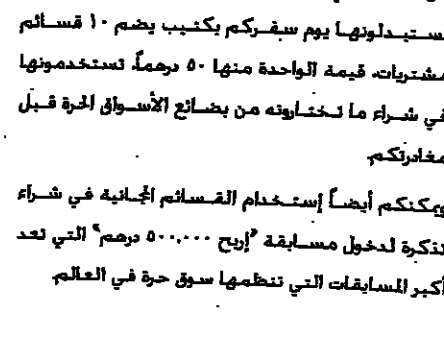 ستبدلونها يوم سفركم بكتيب يضم ١٠ قسائم
مشتريات، قيمة الواحدة منها ٥٠ درهماً، تستخدمونها
في شراء ما تختارونه من بضائع الأسواق الحرة قبل
مغادرتكم.
ويمكنكم أيضاً إستخدام القسائم المجانية في شراء
تذكرة لدخول مسابقة "إربح ٥٠٠,٠٠٠ درهم" التي تعد
أكبر المسابقات التي تنظمها سوق حرة في العالم.